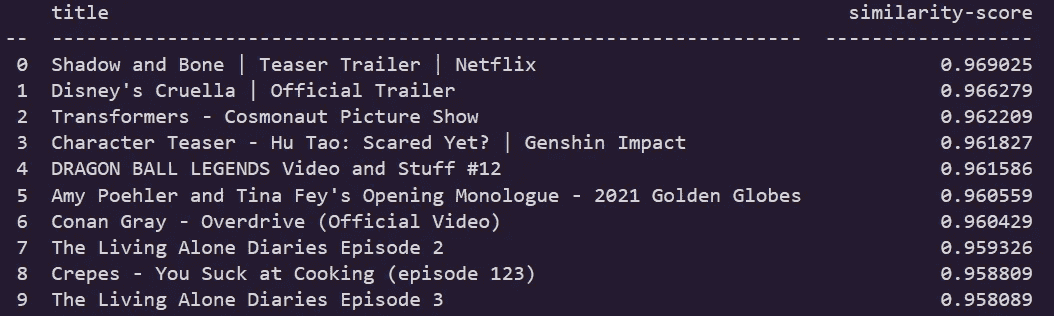 title similarity-score
-- ----------------------------------------------------------------- ------------------
0 Shadow and Bone | Teaser Trailer | Netflix 0.969025
1 Disney's Cruella | Official Trailer 0.966279
2 Transformers - Cosmonaut Picture Show 0.962209
3 Character Teaser - Hu Tao: Scared Yet? | Genshin Impact 0.961827
4 DRAGON BALL LEGENDS Video and Stuff #12 0.961586
5 Amy Poehler and Tina Fey's Opening Monologue - 2021 Golden Globes 0.960559
6 Conan Gray - Overdrive (Official Video) 0.960429
7 The Living Alone Diaries Episode 2 0.959326
8 Crepes - You Suck at Cooking (episode 123) 0.958809
9 The Living Alone Diaries Episode 3 0.958089